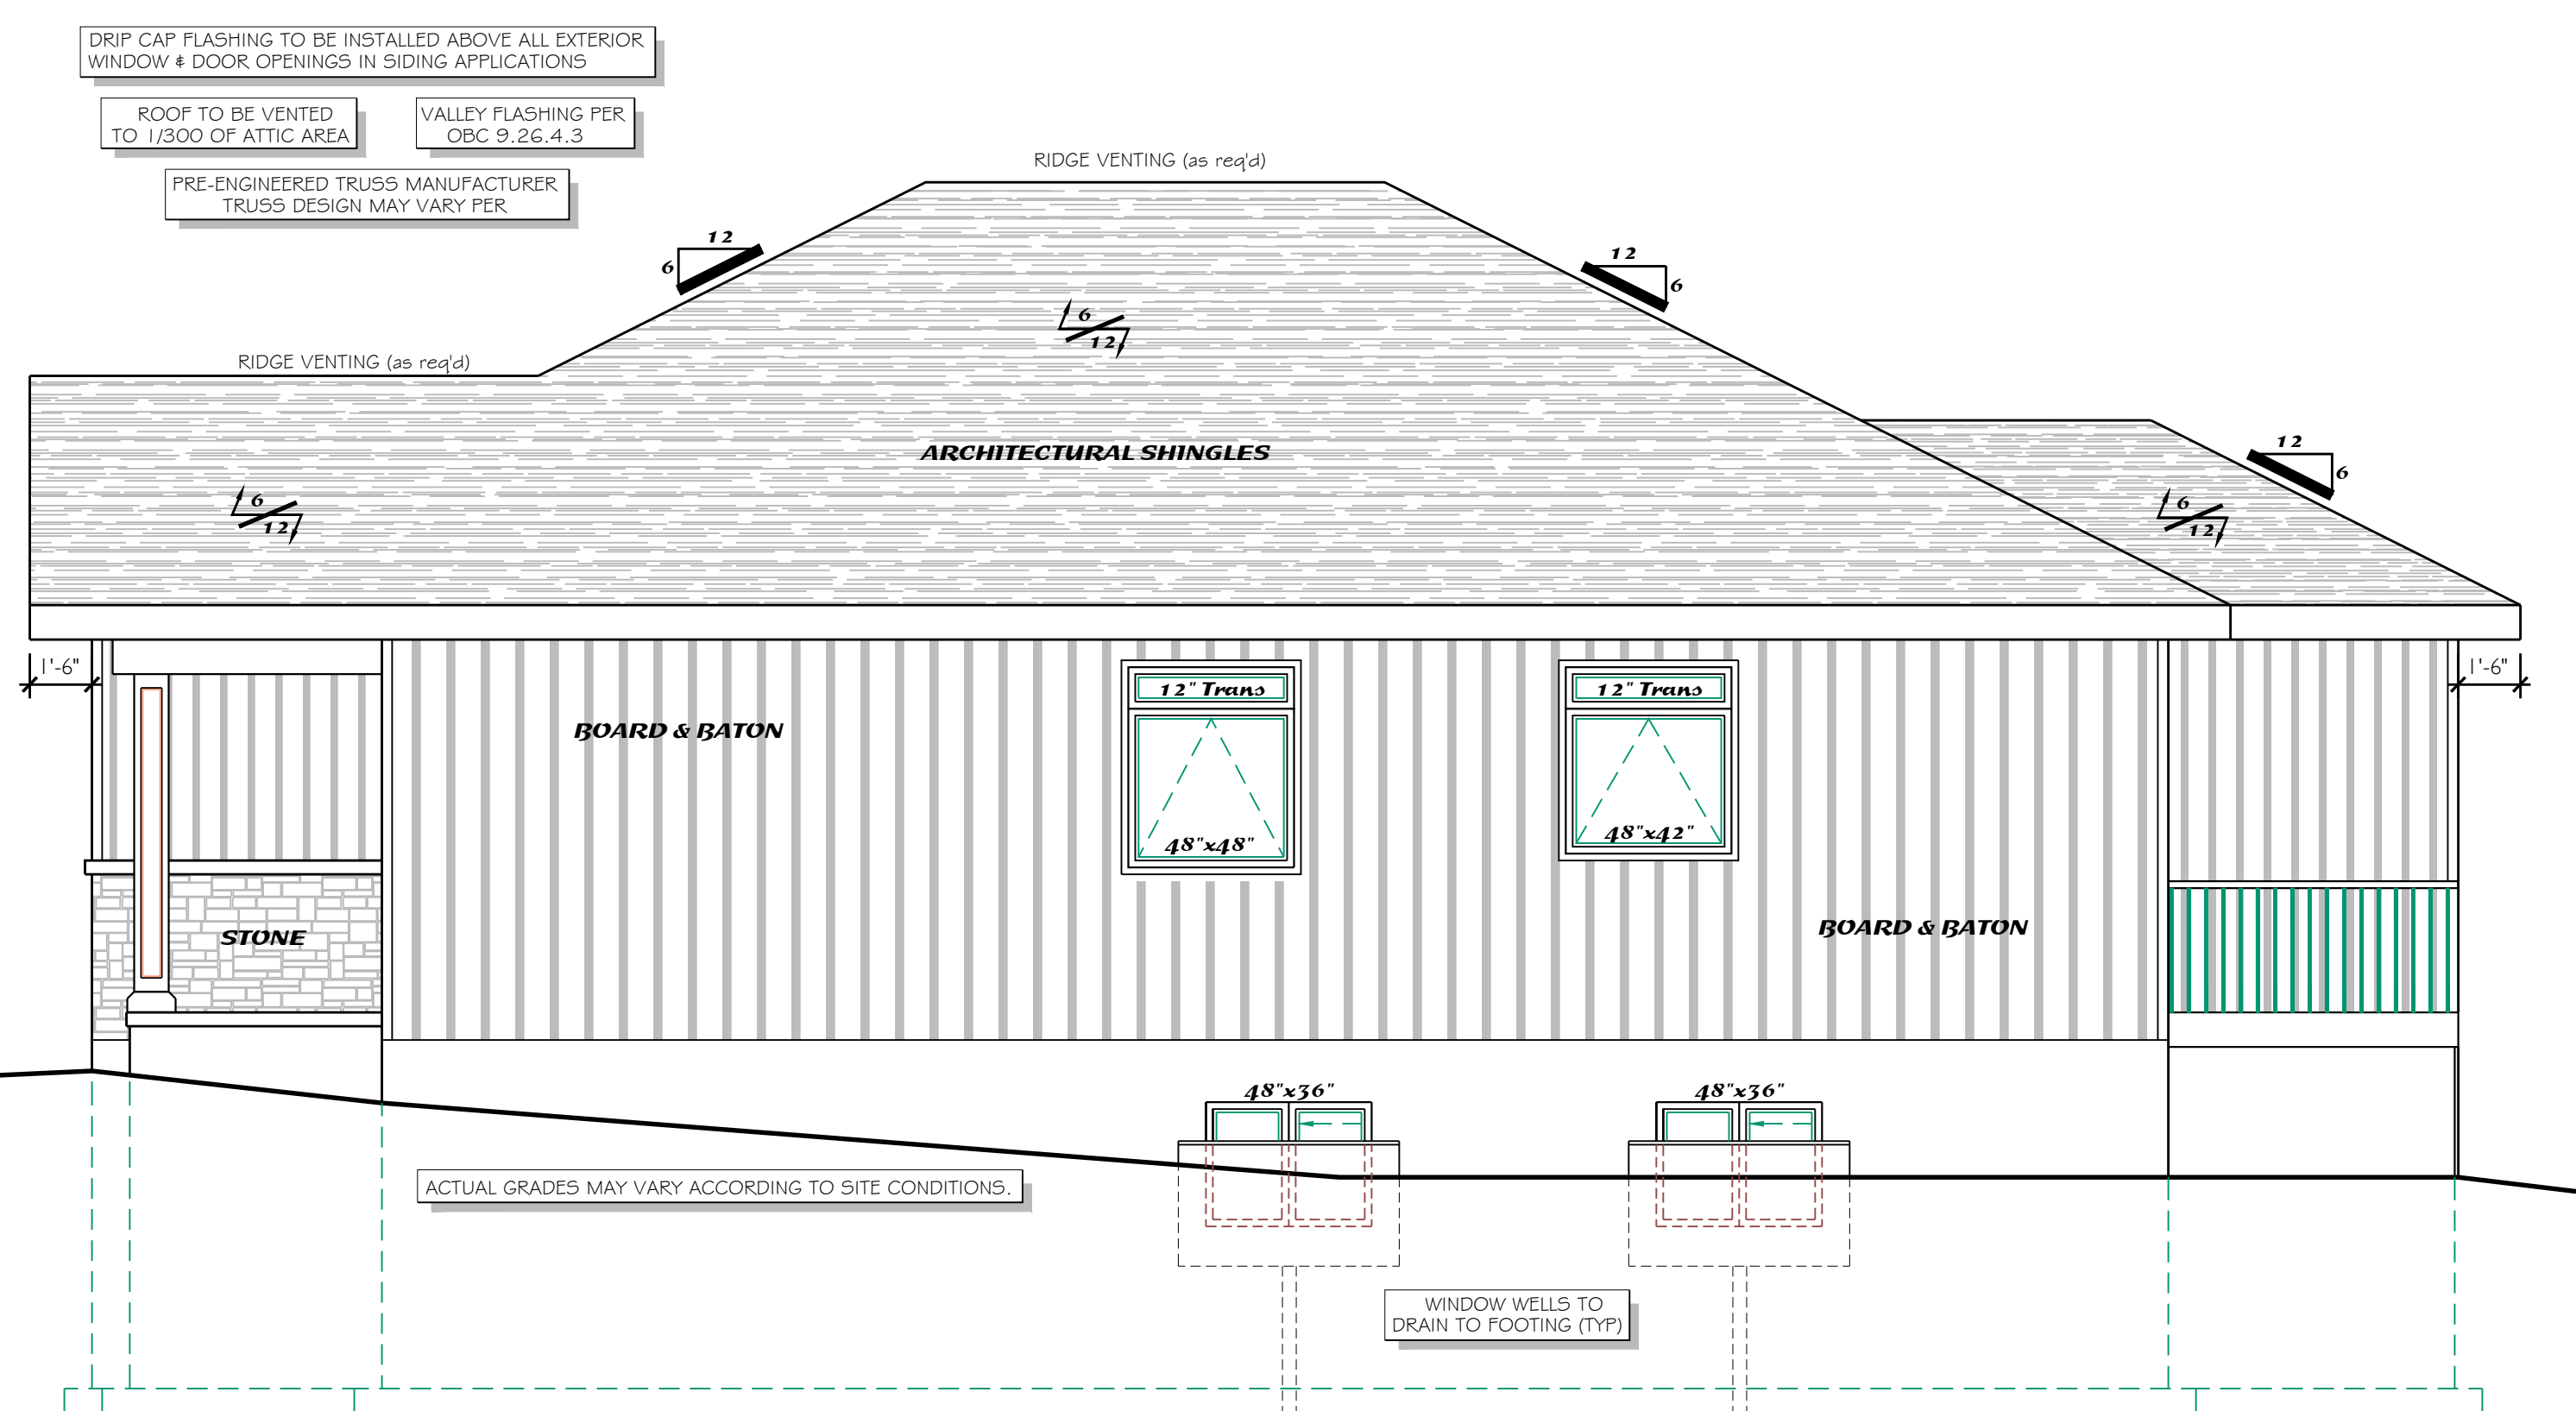 DRIP CAP FLASHING TO BE INSTALLED ABOVE ALL EXTERIOR
WINDOW & DOOR OPENINGS IN SIDING APPLICATIONS
ROOF TO BE VENTED
TO 1/300 OF ATTIC AREA
VALLEY FLASHING PER
OBC 9.26.4.3
PRE-ENGINEERED TRUSS MANUFACTURER
TRUSS DESIGN MAY VARY PER
RIDGE VENTING (as req'd)
12
6
12
6
6
12
RIDGE VENTING (as req'd)
ARCHITECTURAL SHINGLES
12
6
6
12
6
12
1'-6"
1'-6"
12" Trans
12" Trans
BOARD & BATON
48"x48"
48"x42"
STONE
BOARD & BATON
48"x36"
48"x36"
ACTUAL GRADES MAY VARY ACCORDING TO SITE CONDITIONS.
WINDOW WELLS TO
DRAIN TO FOOTING (TYP)